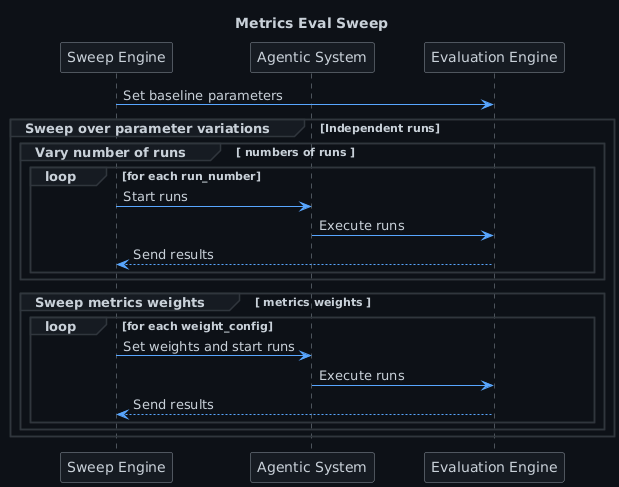 Metrics Eval Sweep
Sweep Engine
Agentic System
Evaluation Engine
Set baseline parameters
Sweep over parameter variations [Independent runs]
Vary number of runs [ numbers of runs ]
loop [for each run_number]
Start runs
Execute runs
Send results
Sweep metrics weights [ metrics weights ]
loop [for each weight_config]
Set weights and start runs
Execute runs
Send results
Sweep Engine
Agentic System
Evaluation Engine